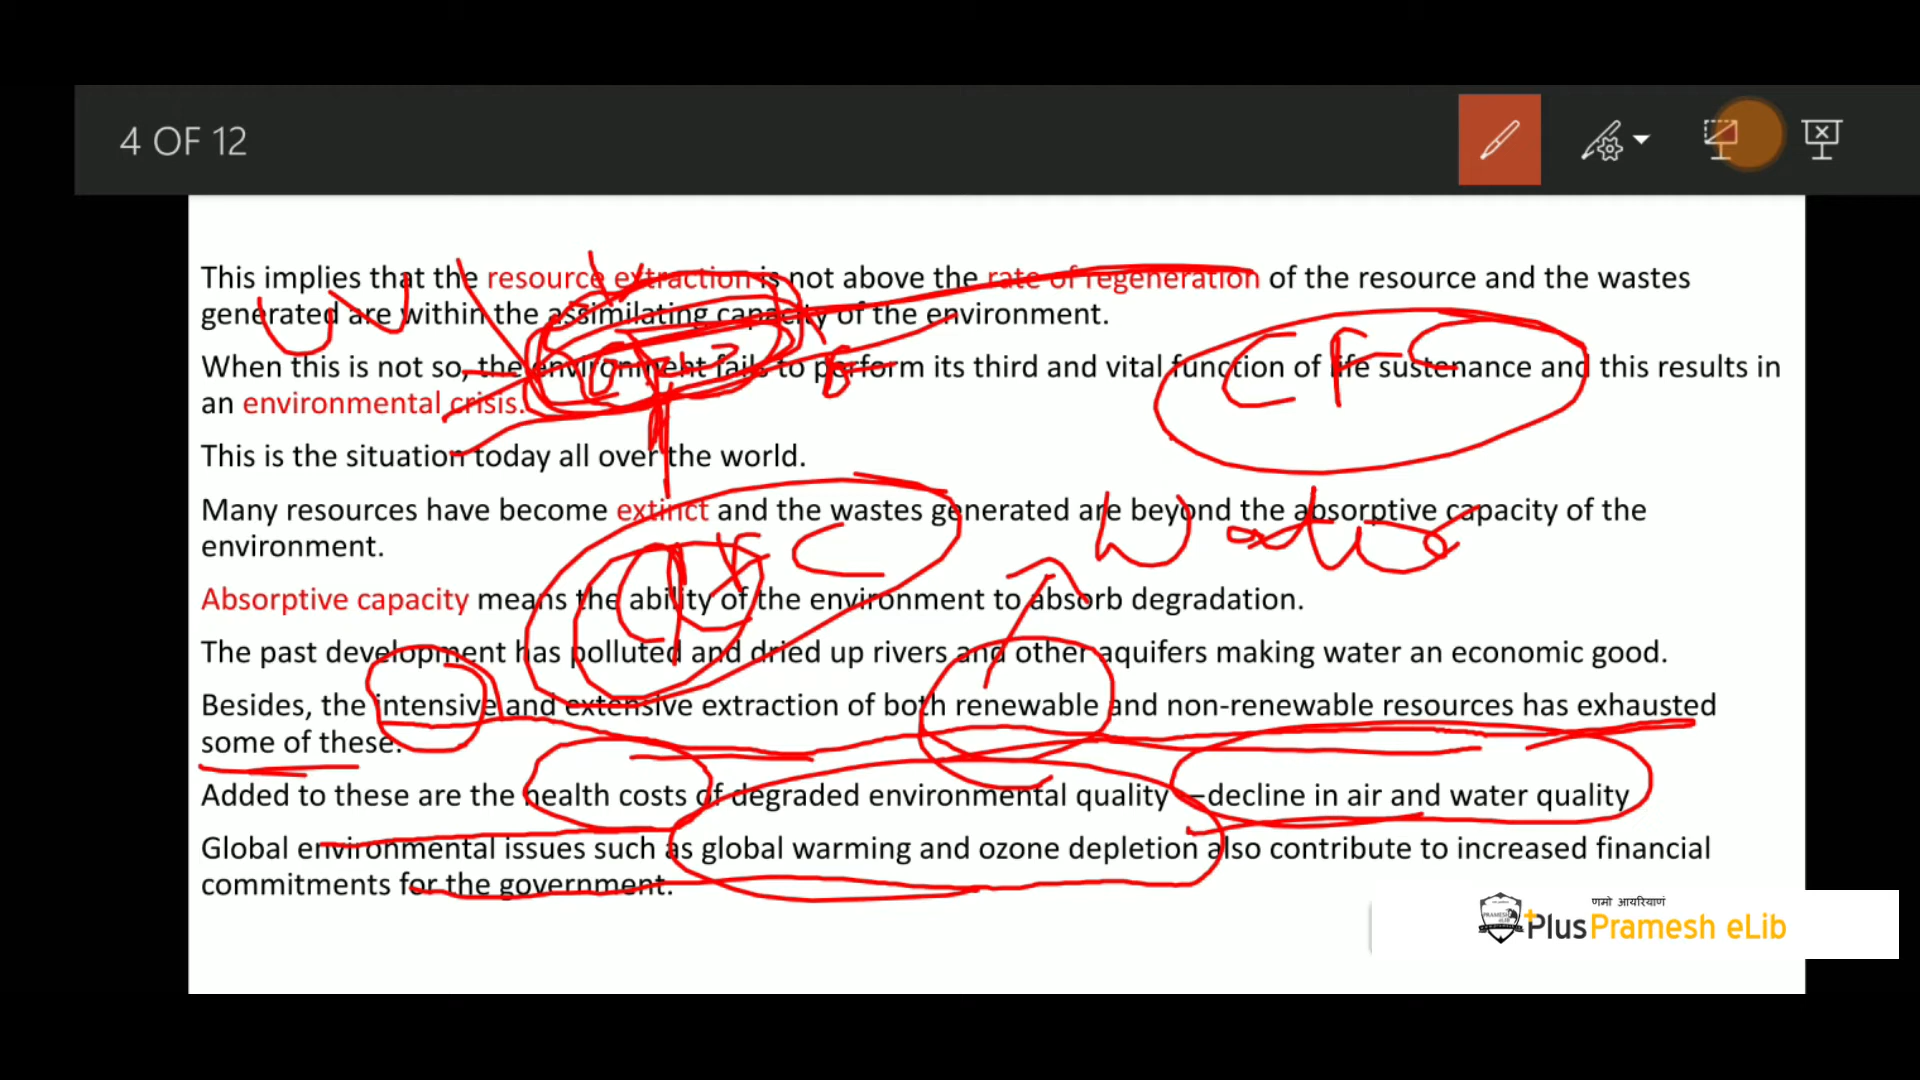 4 OF 12
This implies that the resource extraction is not above the rate of regeneration of the resource and the wastes
generated are within the assimilating capacity of the environment.
When this is not so, the environment fails to perform its third and vital function of life sustenance and this results in
an environmental crisis.
This is the situation today all over the world.
Many resources have become extinct and the wastes generated are beyond the absorptive capacity of the
environment.
Absorptive capacity means the ability of the environment to absorb degradation.
The past development has polluted and dried up rivers and other aquifers making water an economic good.
Besides, the intensive and extensive extraction of both renewable and non-renewable resources has exhausted
some of these.
Added to these are the health costs of degraded environmental quality –decline in air and water quality
Global environmental issues such as global warming and ozone depletion also contribute to increased financial
commitments for the government.
UV
CFC
Water
णमो आयरियाणं
PlusPramesh eLib